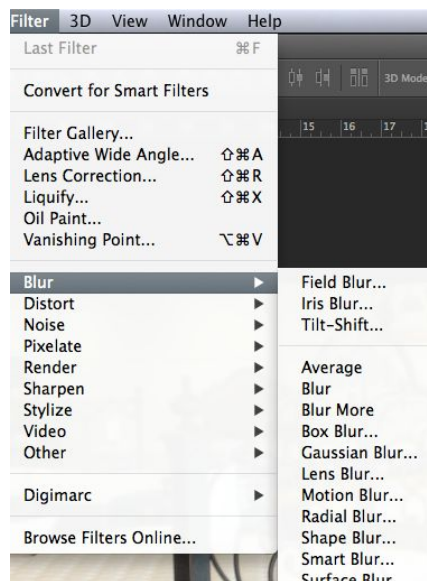 Filter 3D View Window Help
Last Filter ⌘F
3D Mode
Convert for Smart Filters
15 16 17
Filter Gallery...
Adaptive Wide Angle... ⇧⌘A
Lens Correction... ⇧⌘R
Liquify... ⇧⌘X
Oil Paint...
Vanishing Point... ⌥⌘V
Blur
Distort
Noise
Pixelate
Render
Sharpen
Stylize
Video
Other
Digimarc
Browse Filters Online...
Field Blur...
Iris Blur...
Tilt-Shift...
Average
Blur
Blur More
Box Blur...
Gaussian Blur...
Lens Blur...
Motion Blur...
Radial Blur...
Shape Blur...
Smart Blur...
Surface Blur...